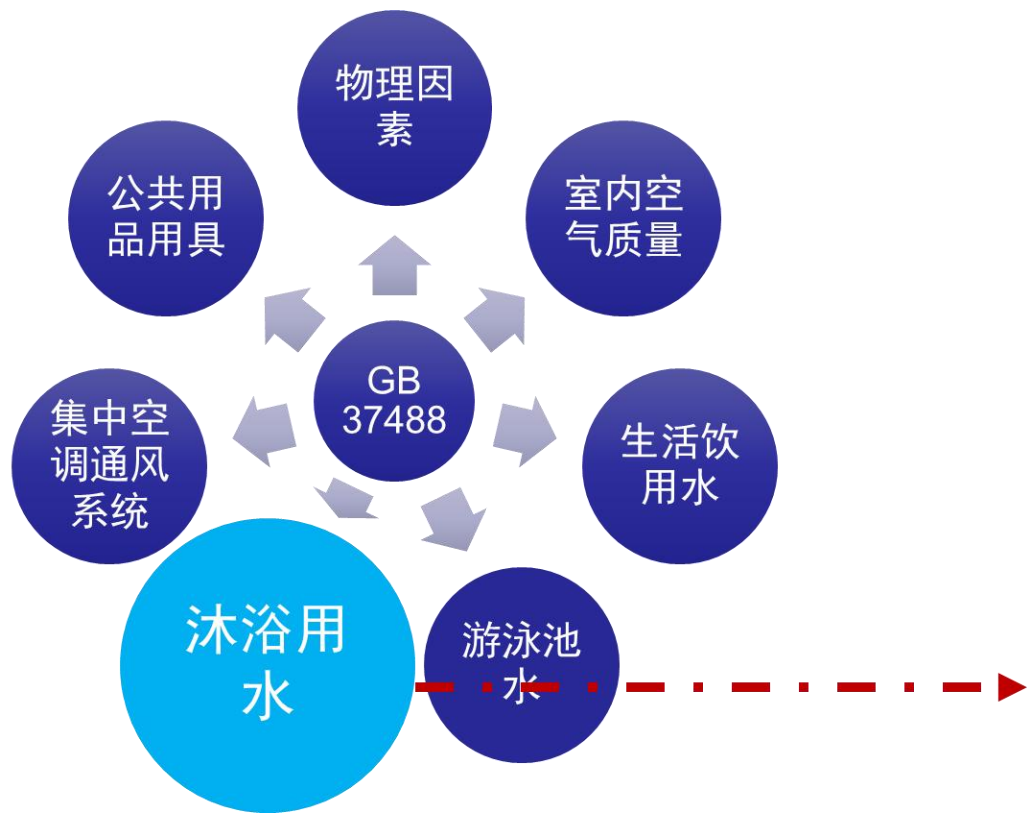 物理因
素
公共用
品用具
室内空
气质量
GB
37488
集中空
调通风
系统
生活饮
用水
沐浴用
水
游泳池
水